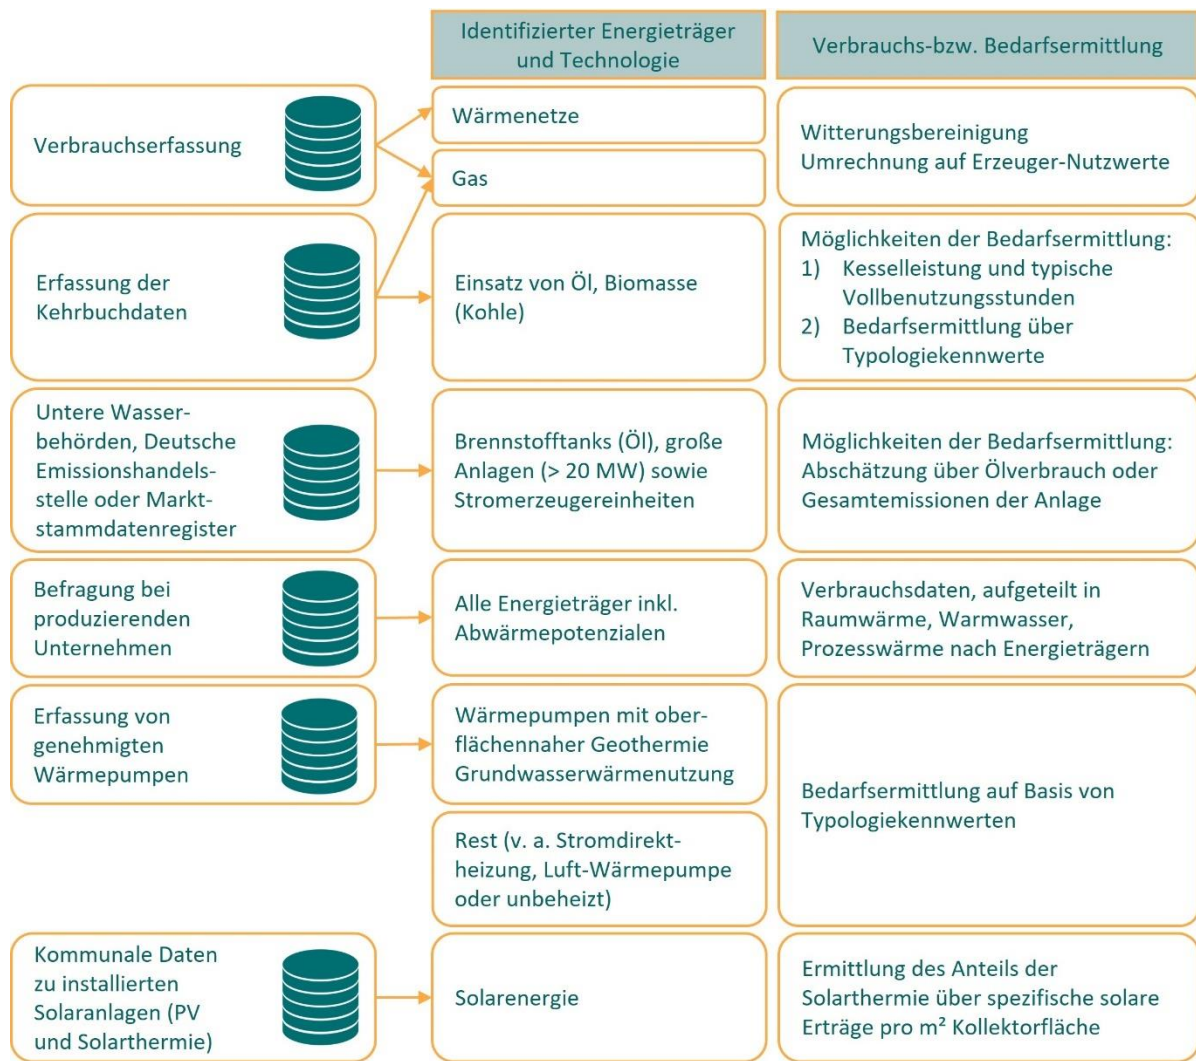 Identifizierter Energieträger
und Technologie
Verbrauchs-bzw. Bedarfsermittlung
Verbrauchserfassung
Wärmenetze
Gas
Witterungsbereinigung
Umrechnung auf Erzeuger-Nutzwerte
Erfassung der
Kehrbuchdaten
Einsatz von Öl, Biomasse
(Kohle)
Möglichkeiten der Bedarfsermittlung:
1) Kesselleistung und typische
Vollbenutzungsstunden
2) Bedarfsermittlung über
Typologiekennwerte
Untere Wasser-
behörden, Deutsche
Emissionshandels-
stelle oder Markt-
stammdatenregister
Brennstofftanks (Öl), große
Anlagen (> 20 MW) sowie
Stromerzeugereinheiten
Möglichkeiten der Bedarfsermittlung:
Abschätzung über Ölverbrauch oder
Gesamtemissionen der Anlage
Befragung bei
produzierenden
Unternehmen
Alle Energieträger inkl.
Abwärmepotenzialen
Verbrauchsdaten, aufgeteilt in
Raumwärme, Warmwasser,
Prozesswärme nach Energieträgern
Erfassung von
genehmigten
Wärmepumpen
Wärmepumpen mit ober-
flächennaher Geothermie
Grundwasserwärmenutzung
Bedarfsermittlung auf Basis von
Typologiekennwerten
Rest (v. a. Stromdirekt-
heizung, Luft-Wärmepumpe
oder unbeheizt)
Kommunale Daten
zu installierten
Solaranlagen (PV
und Solarthermie)
Solarenergie
Ermittlung des Anteils der
Solarthermie über spezifische solare
Erträge pro m² Kollektorfläche